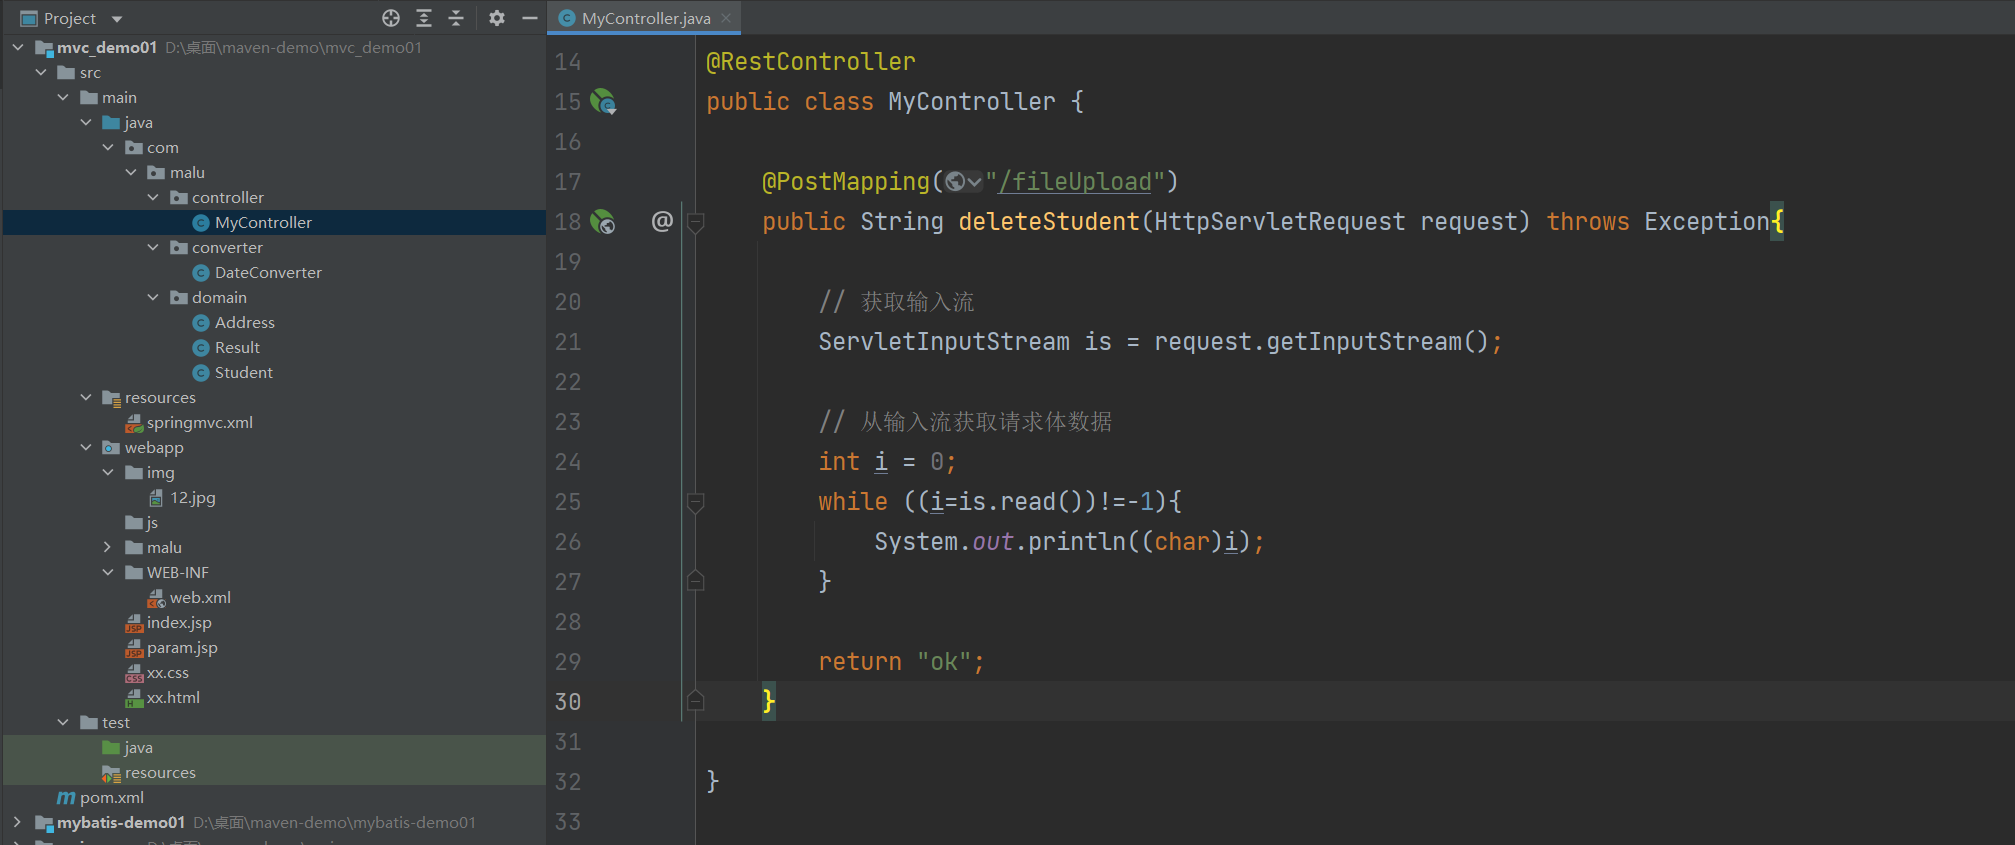 Project
mvc_demo01 D:\桌面\maven-demo\mvc_demo01
src
main
java
com
malu
controller
MyController
converter
DateConverter
domain
Address
Result
Student
resources
springmvc.xml
webapp
img
12.jpg
js
malu
WEB-INF
web.xml
index.jsp
param.jsp
xx.css
xx.html
test
java
resources
pom.xml
mybatis-demo01 D:\桌面\maven-demo\mybatis-demo01
MyController.java
14 @RestController
15 public class MyController {
16
17 @PostMapping("/fileUpload")
18 @ public String deleteStudent(HttpServletRequest request) throws Exception{
19
20 // 获取输入流
21 ServletInputStream is = request.getInputStream();
22
23 // 从输入流获取请求体数据
24 int i = 0;
25 while ((i=is.read())!=-1){
26 System.out.println((char)i);
27 }
28
29 return "ok";
30 }
31
32 }
33